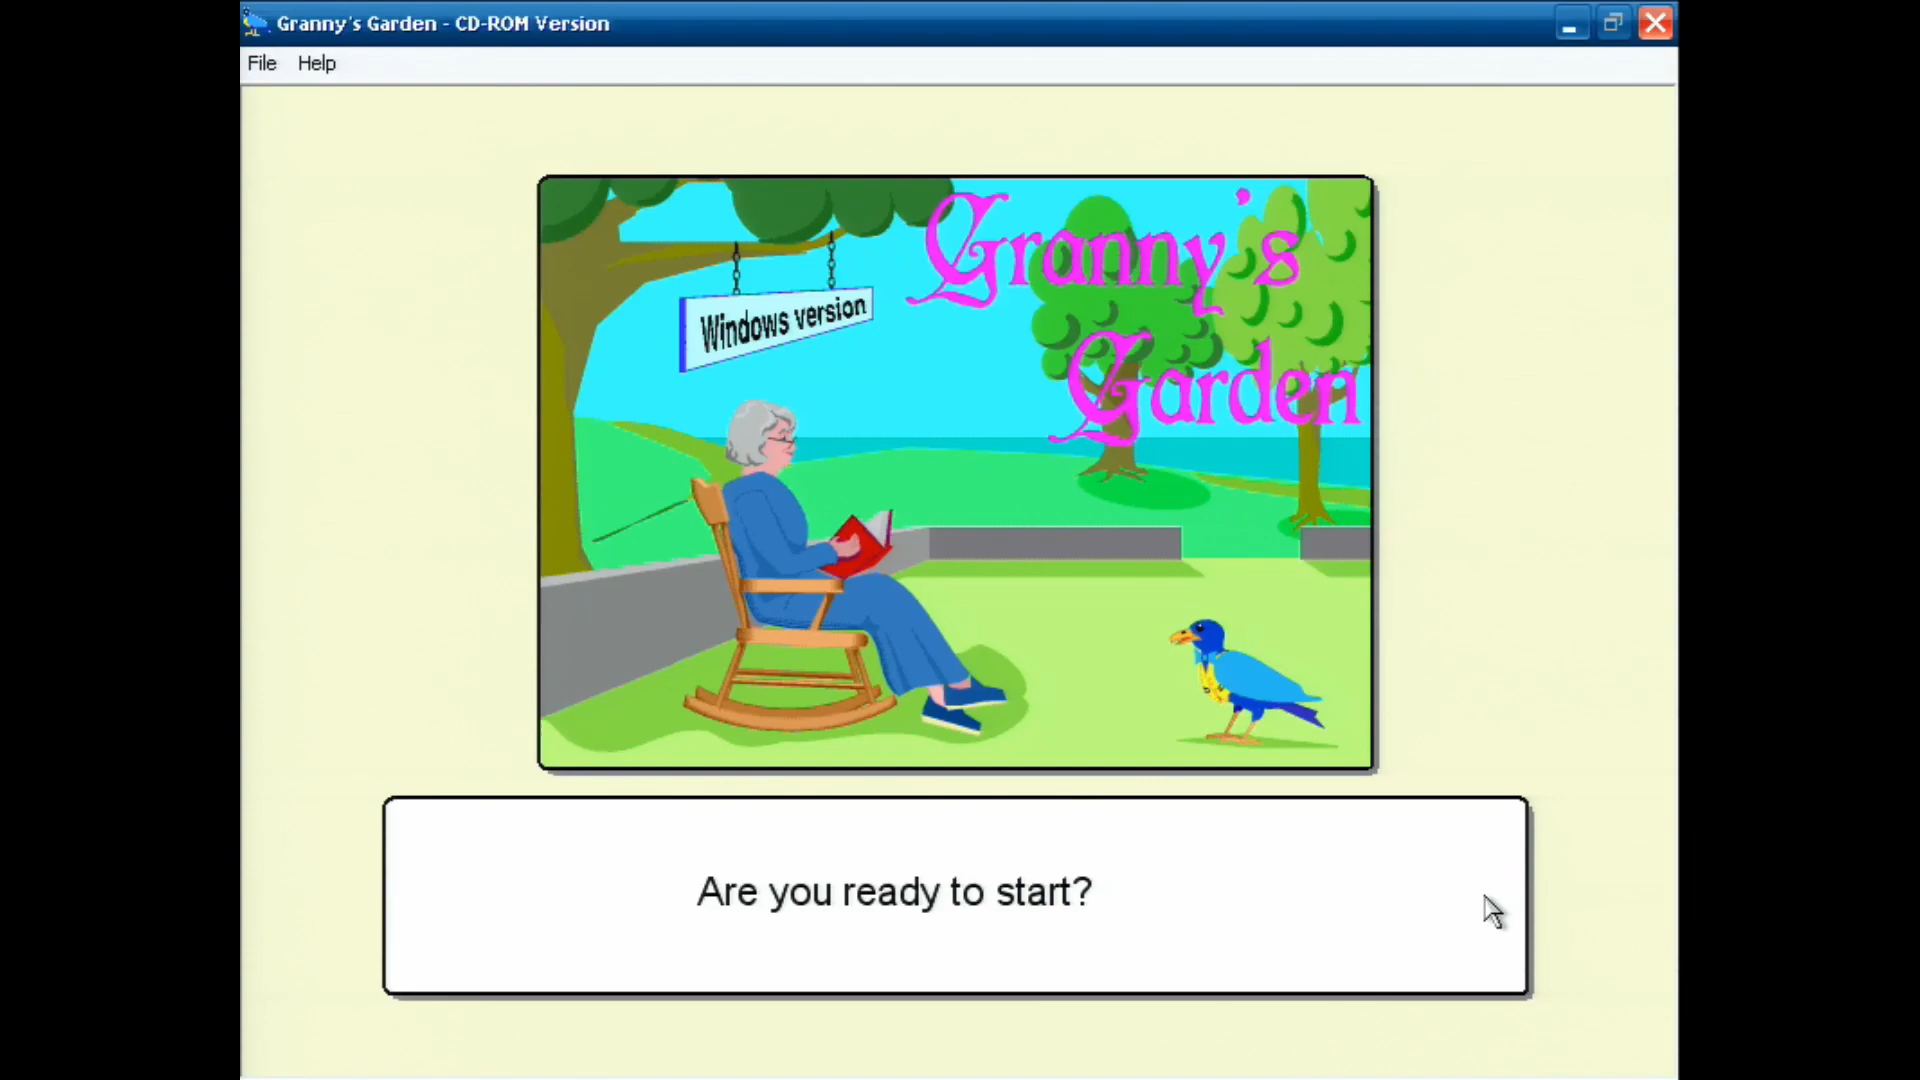 Granny's Garden - CD-ROM Version
File Help
Granny's
Garden
Windows version
Are you ready to start?